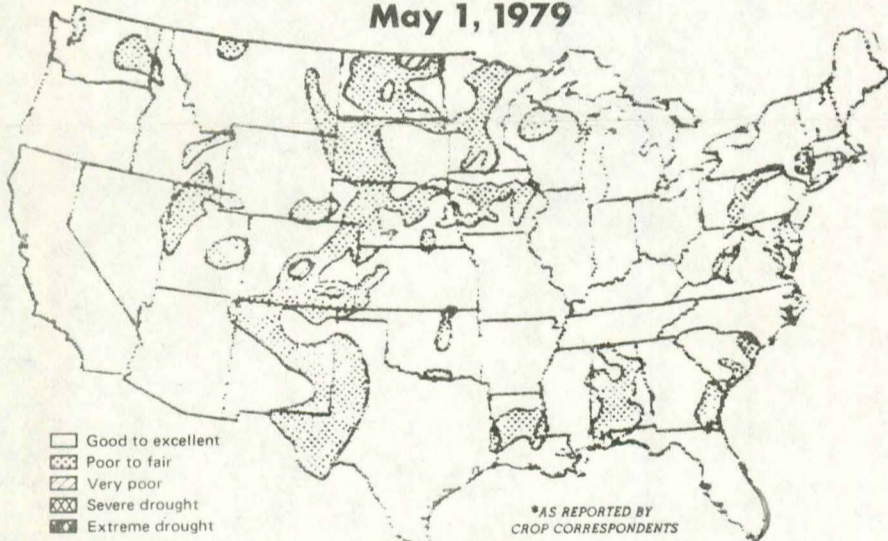 May 1, 1979
Good to excellent
Poor to fair
Very poor
Severe drought
Extreme drought
*AS REPORTED BY
CROP CORRESPONDENTS